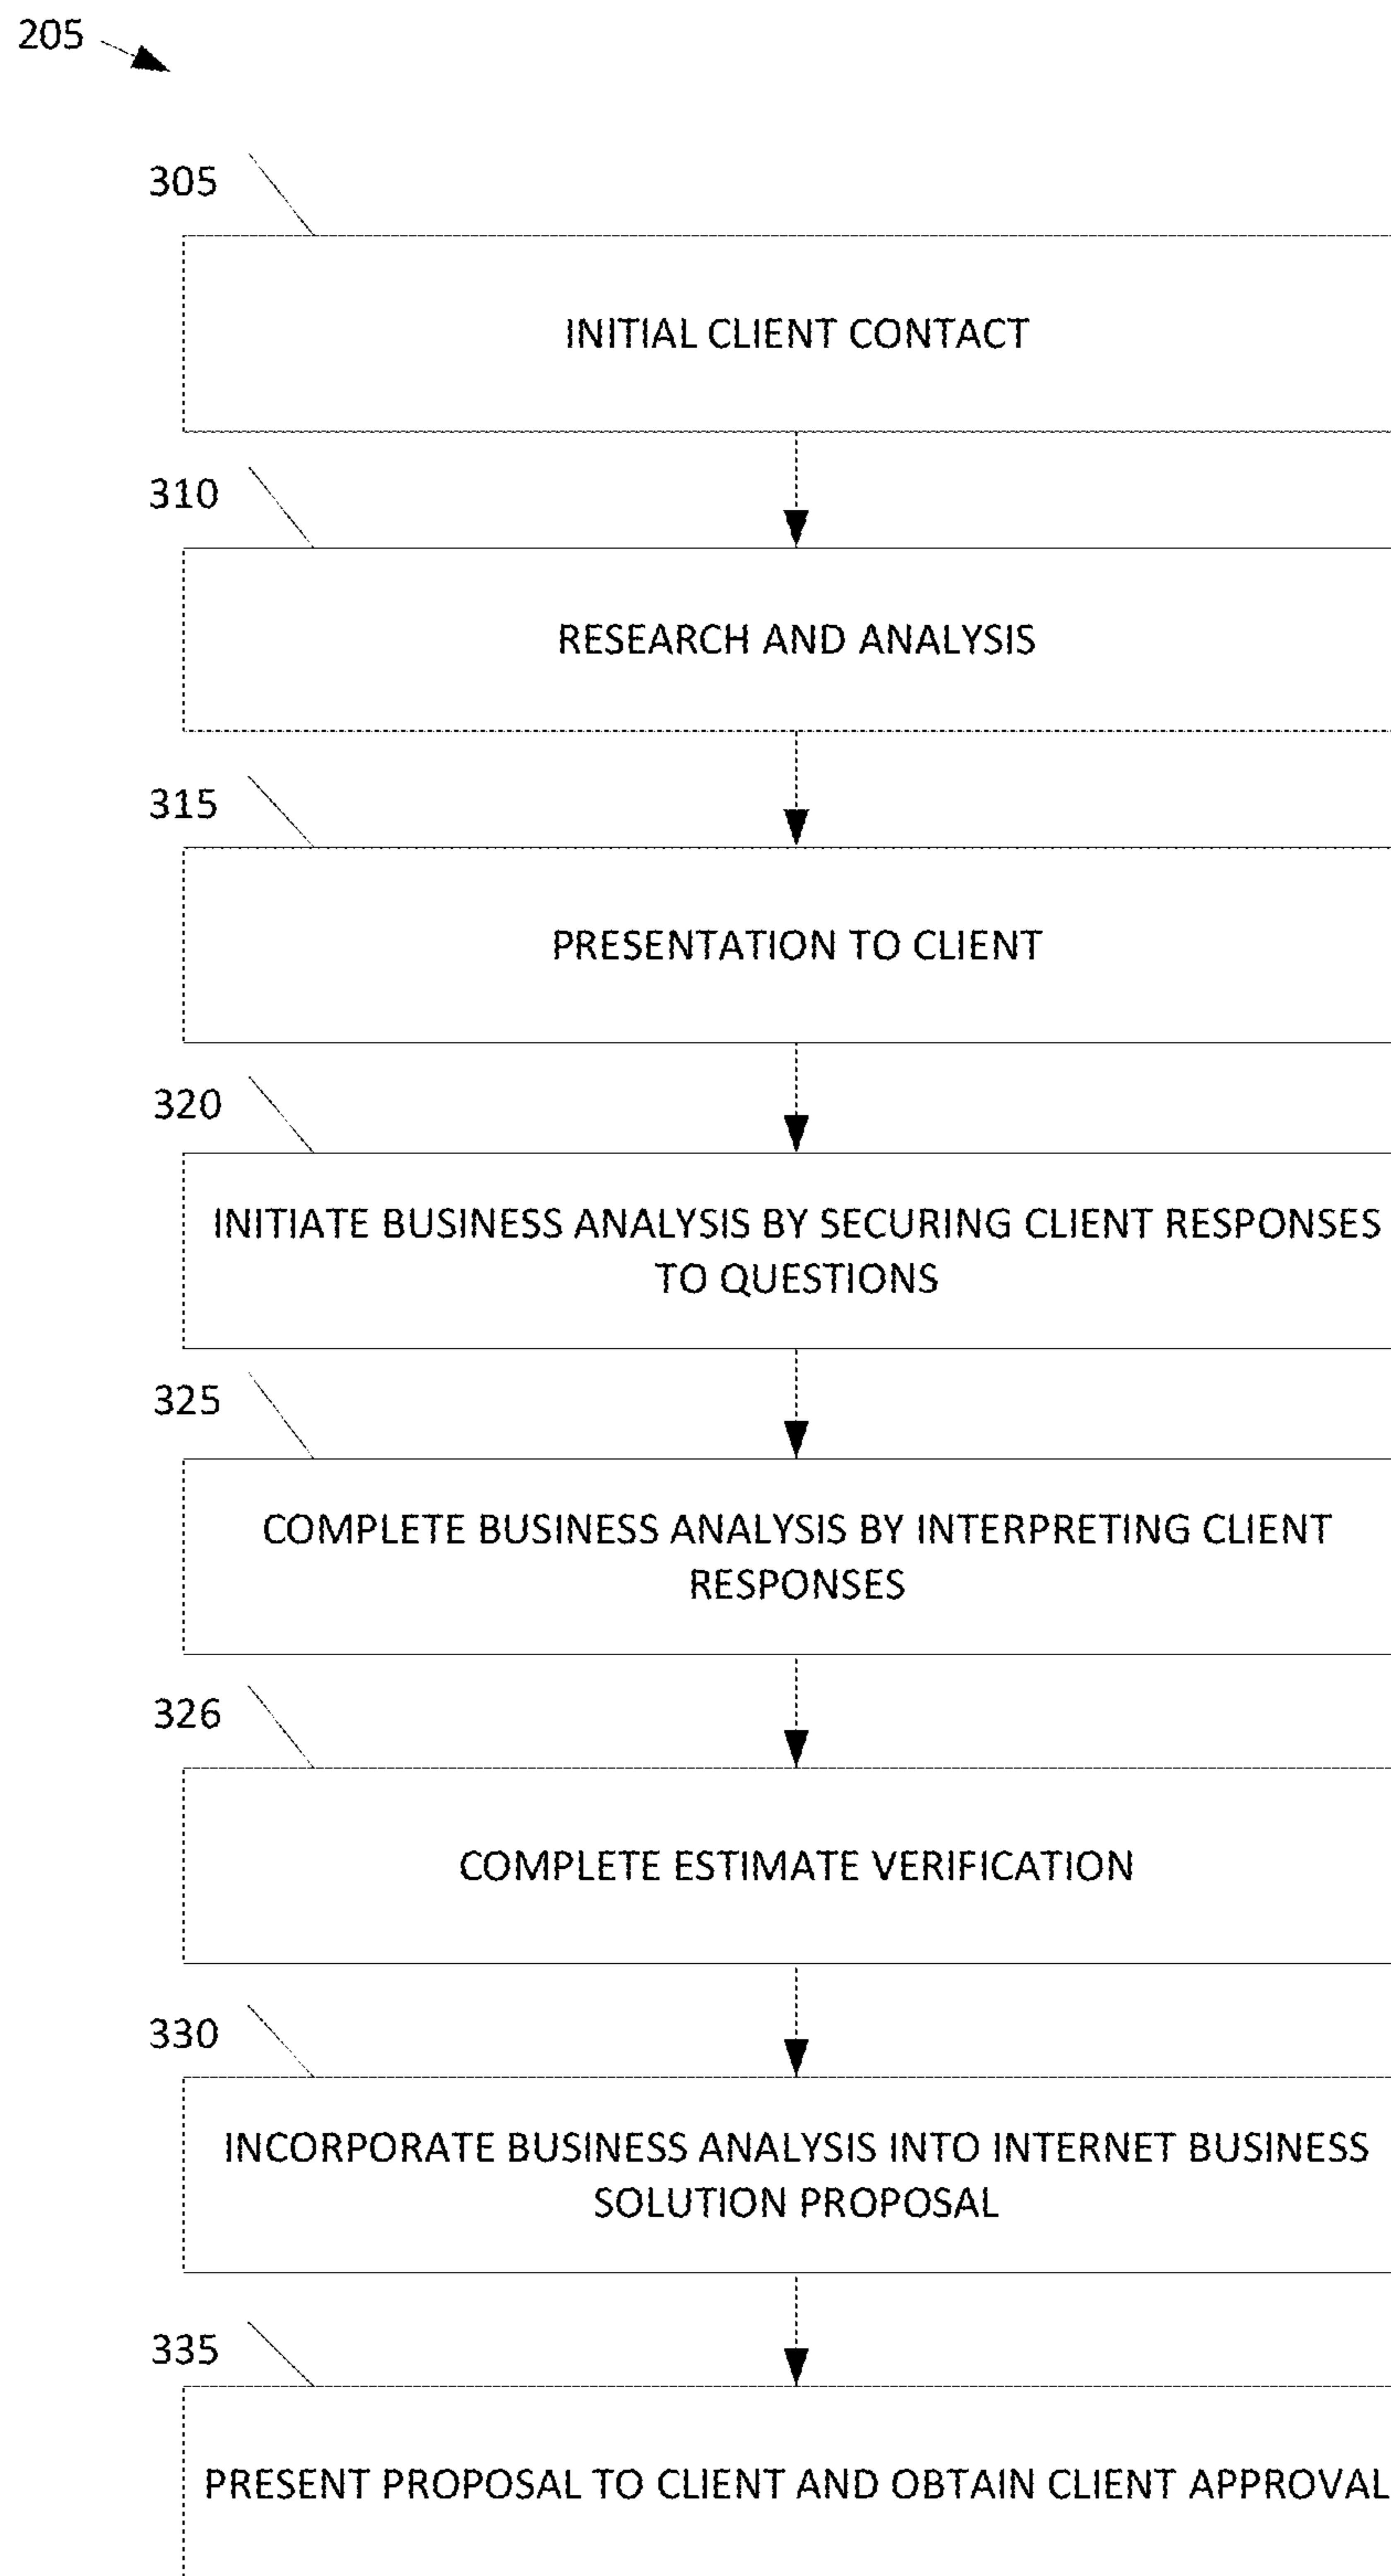 205
305
INITIAL CLIENT CONTACT
310
RESEARCH AND ANALYSIS
315
PRESENTATION TO CLIENT
320
INITIATE BUSINESS ANALYSIS BY SECURING CLIENT RESPONSES
TO QUESTIONS
325
COMPLETE BUSINESS ANALYSIS BY INTERPRETING CLIENT
RESPONSES
326
COMPLETE ESTIMATE VERIFICATION
330
INCORPORATE BUSINESS ANALYSIS INTO INTERNET BUSINESS
SOLUTION PROPOSAL
335
PRESENT PROPOSAL TO CLIENT AND OBTAIN CLIENT APPROVAL